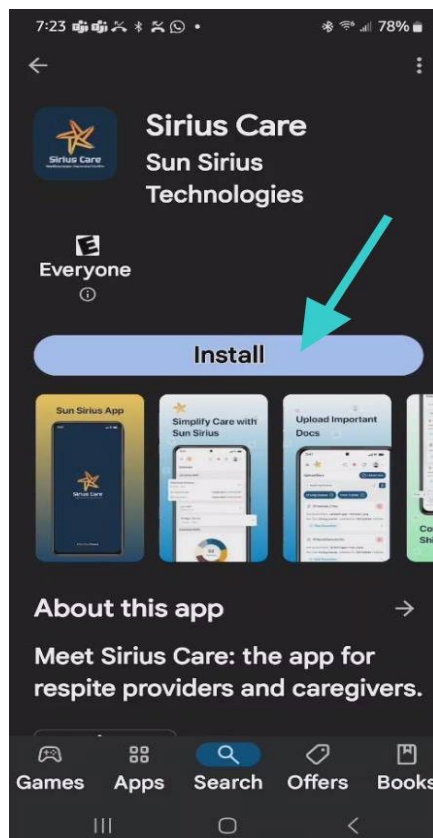 7:23
78%
Sirius Care
Sun Sirius
Technologies
Sirius Care
E
Everyone
Install
Sun Sirius App
Sirius Care
Simplify Care with
Sun Sirius
Upload Important
Docs
About this app
Meet Sirius Care: the app for
respite providers and caregivers.
Games Apps Search Offers Books